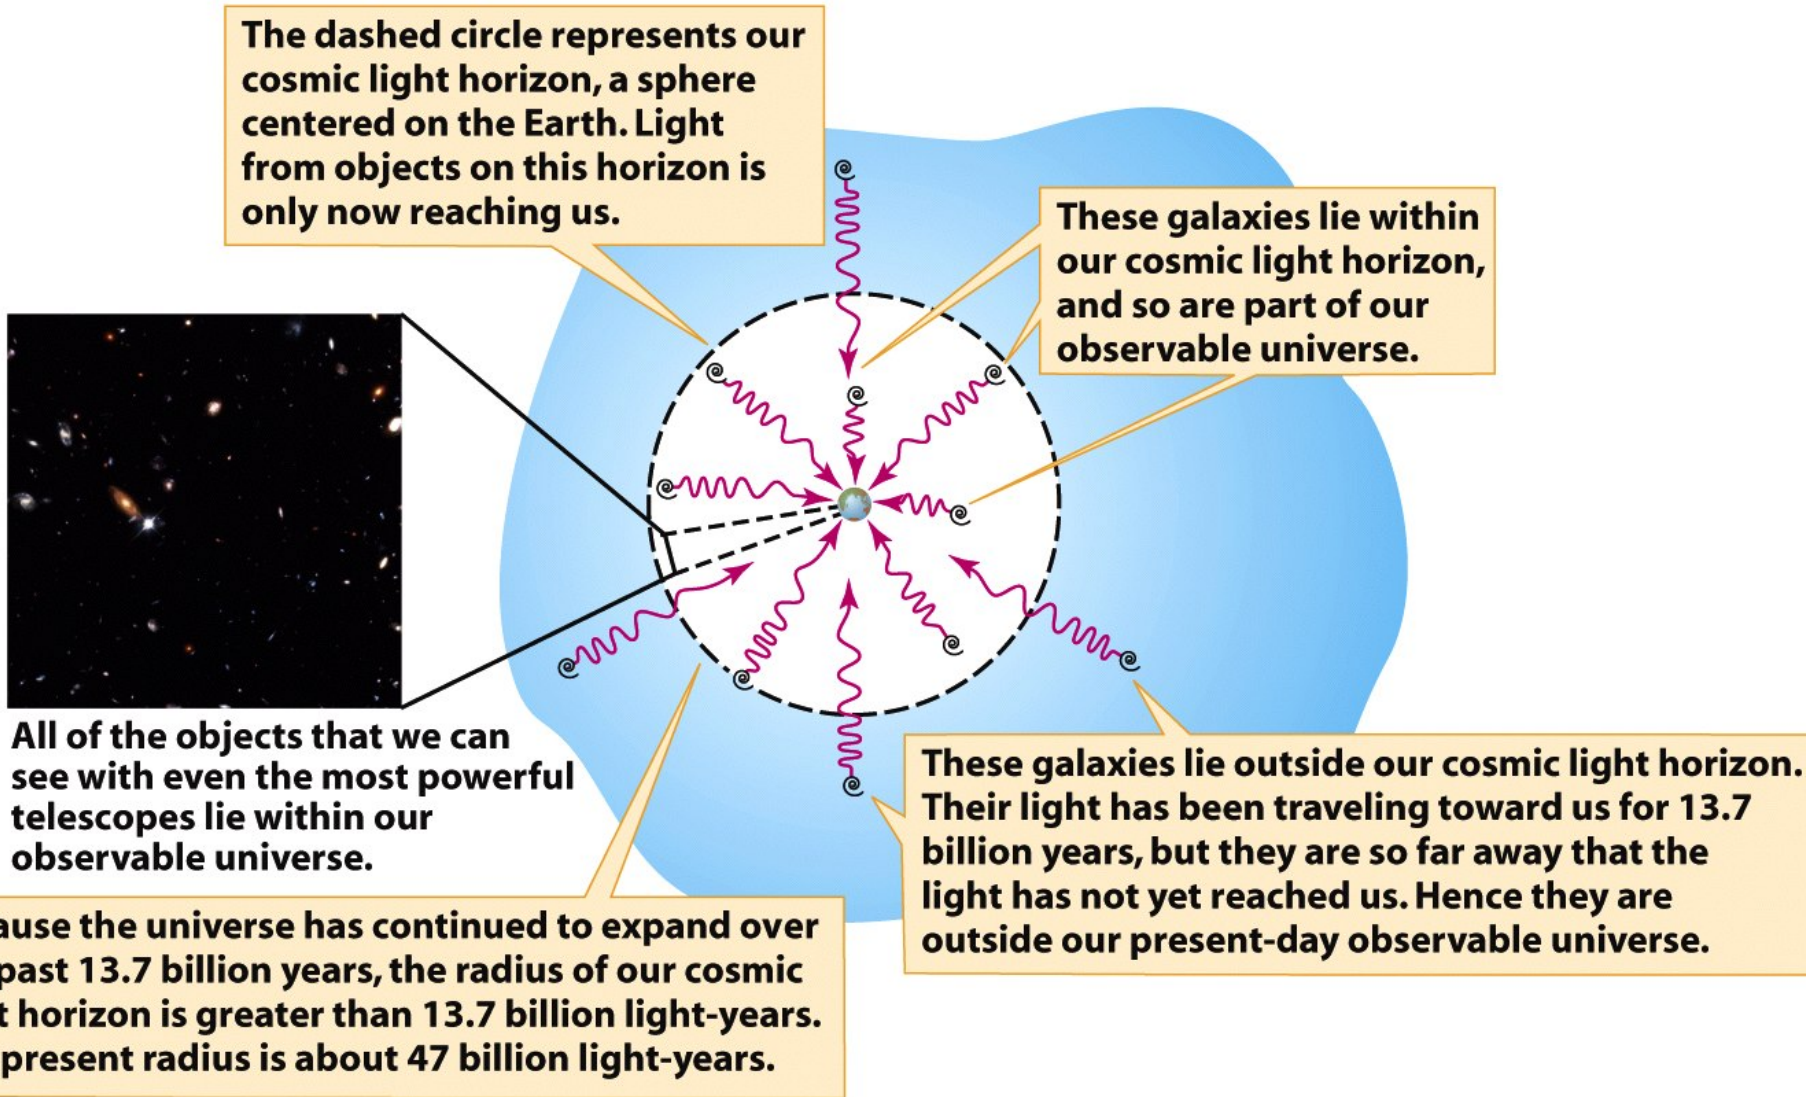 The dashed circle represents our
cosmic light horizon, a sphere
centered on the Earth. Light
from objects on this horizon is
only now reaching us.
These galaxies lie within
our cosmic light horizon,
and so are part of our
observable universe.
All of the objects that we can
see with even the most powerful
telescopes lie within our
observable universe.
These galaxies lie outside our cosmic light horizon.
Their light has been traveling toward us for 13.7
billion years, but they are so far away that the
light has not yet reached us. Hence they are
outside our present-day observable universe.
ause the universe has continued to expand over
past 13.7 billion years, the radius of our cosmic
t horizon is greater than 13.7 billion light-years.
present radius is about 47 billion light-years.